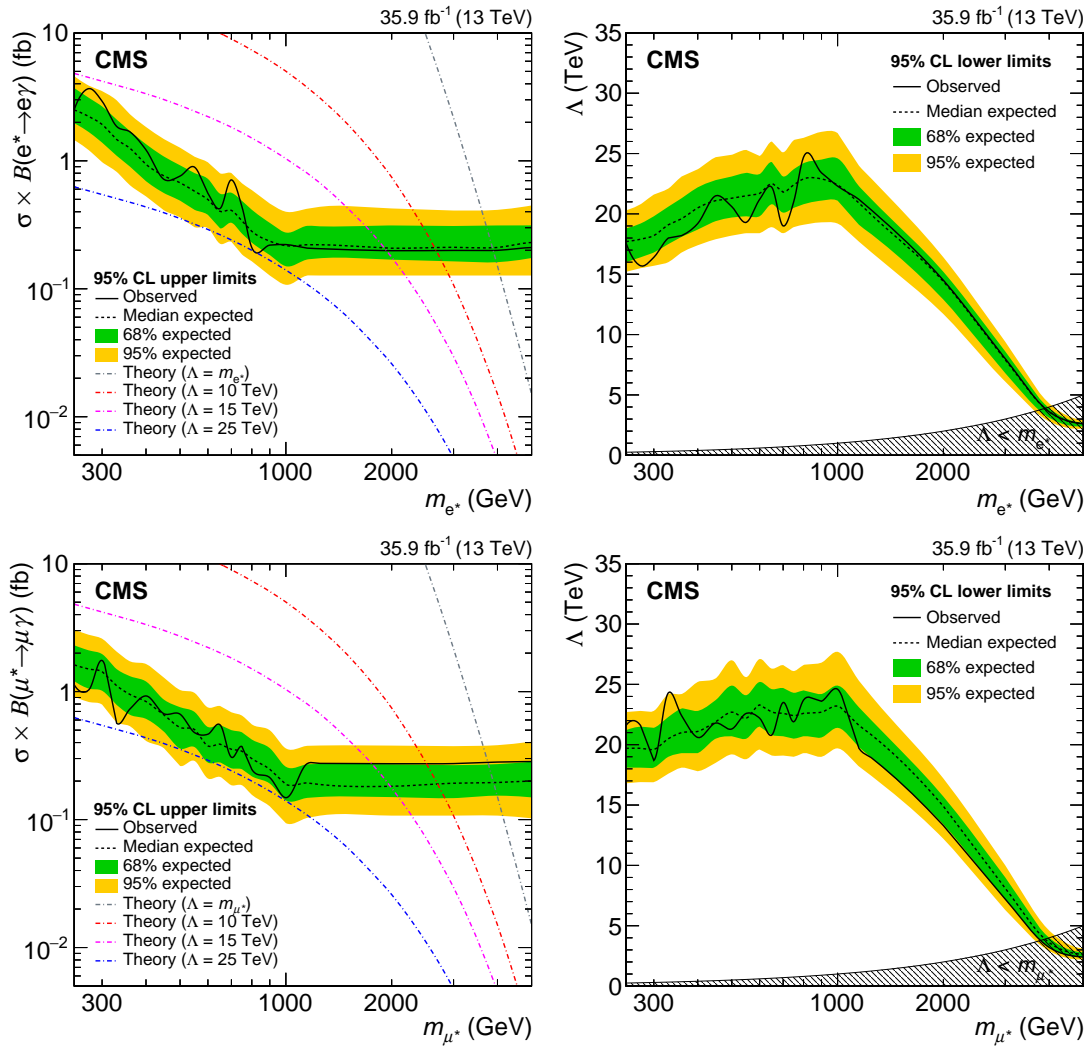 35.9 fb⁻¹ (13 TeV)
CMS
σ × B(e*→eγ) (fb)
10
1
10⁻¹
10⁻²
95% CL upper limits
Observed
Median expected
68% expected
95% expected
Theory (Λ = mₑ*)
Theory (Λ = 10 TeV)
Theory (Λ = 15 TeV)
Theory (Λ = 25 TeV)
300 1000 2000
mₑ* (GeV)
35.9 fb⁻¹ (13 TeV)
CMS
Λ (TeV)
35
30
25
20
15
10
5
0
95% CL lower limits
Observed
Median expected
68% expected
95% expected
Λ < mₑ*
300 1000 2000
mₑ* (GeV)
35.9 fb⁻¹ (13 TeV)
CMS
σ × B(μ*→μγ) (fb)
10
1
10⁻¹
10⁻²
95% CL upper limits
Observed
Median expected
68% expected
95% expected
Theory (Λ = m_μ*)
Theory (Λ = 10 TeV)
Theory (Λ = 15 TeV)
Theory (Λ = 25 TeV)
300 1000 2000
m_μ* (GeV)
35.9 fb⁻¹ (13 TeV)
CMS
Λ (TeV)
35
30
25
20
15
10
5
0
95% CL lower limits
Observed
Median expected
68% expected
95% expected
Λ < m_μ*
300 1000 2000
m_μ* (GeV)